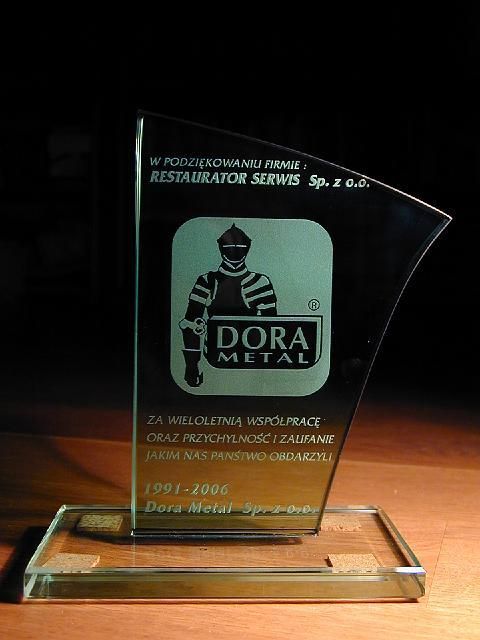 W PODZIĘKOWANIU FIRMIE :
RESTAURATOR SERWIS Sp. z o.o.
®
DORA
METAL
ZA WIELOLETNIĄ WSPÓŁPRACĘ
ORAZ PRZYCHYLNOŚĆ I ZAUFANIE
JAKIM NAS PAŃSTWO OBDARZYLI
1991-2006
Dora Metal Sp. z o.o.